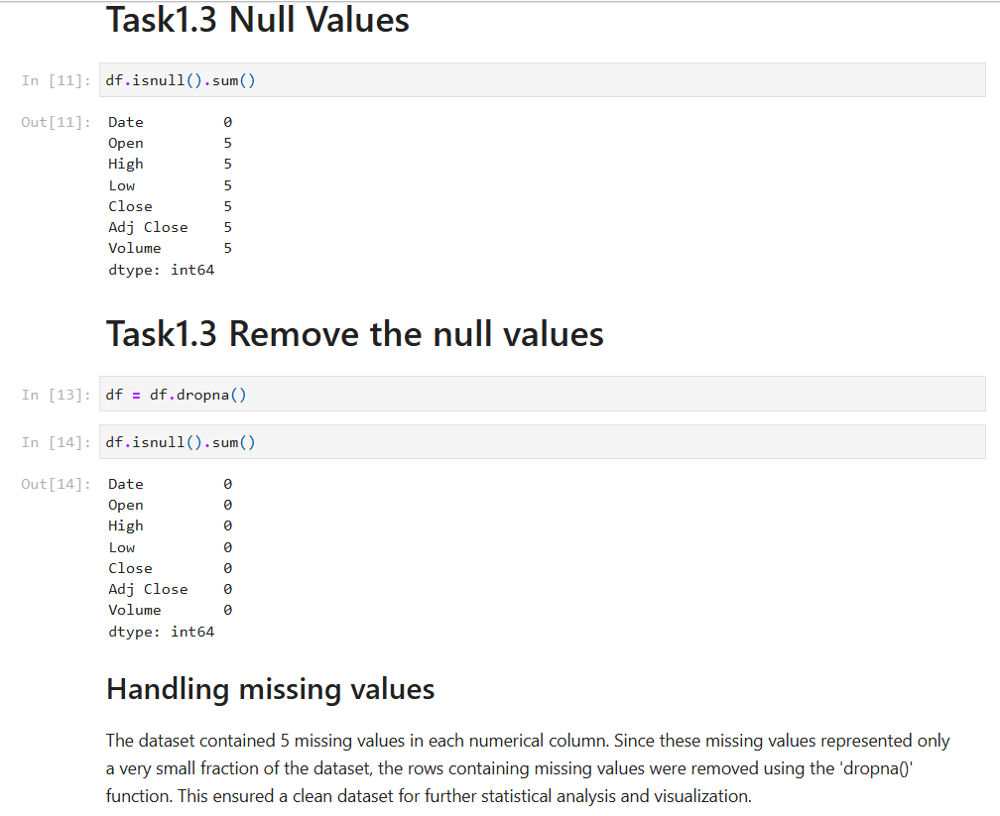 Task1.3 Null Values
In [11]: df.isnull().sum()
Out[11]: Date 0
Open 5
High 5
Low 5
Close 5
Adj Close 5
Volume 5
dtype: int64
Task1.3 Remove the null values
In [13]: df = df.dropna()
In [14]: df.isnull().sum()
Out[14]: Date 0
Open 0
High 0
Low 0
Close 0
Adj Close 0
Volume 0
dtype: int64
Handling missing values
The dataset contained 5 missing values in each numerical column. Since these missing values represented only
a very small fraction of the dataset, the rows containing missing values were removed using the 'dropna()'
function. This ensured a clean dataset for further statistical analysis and visualization.